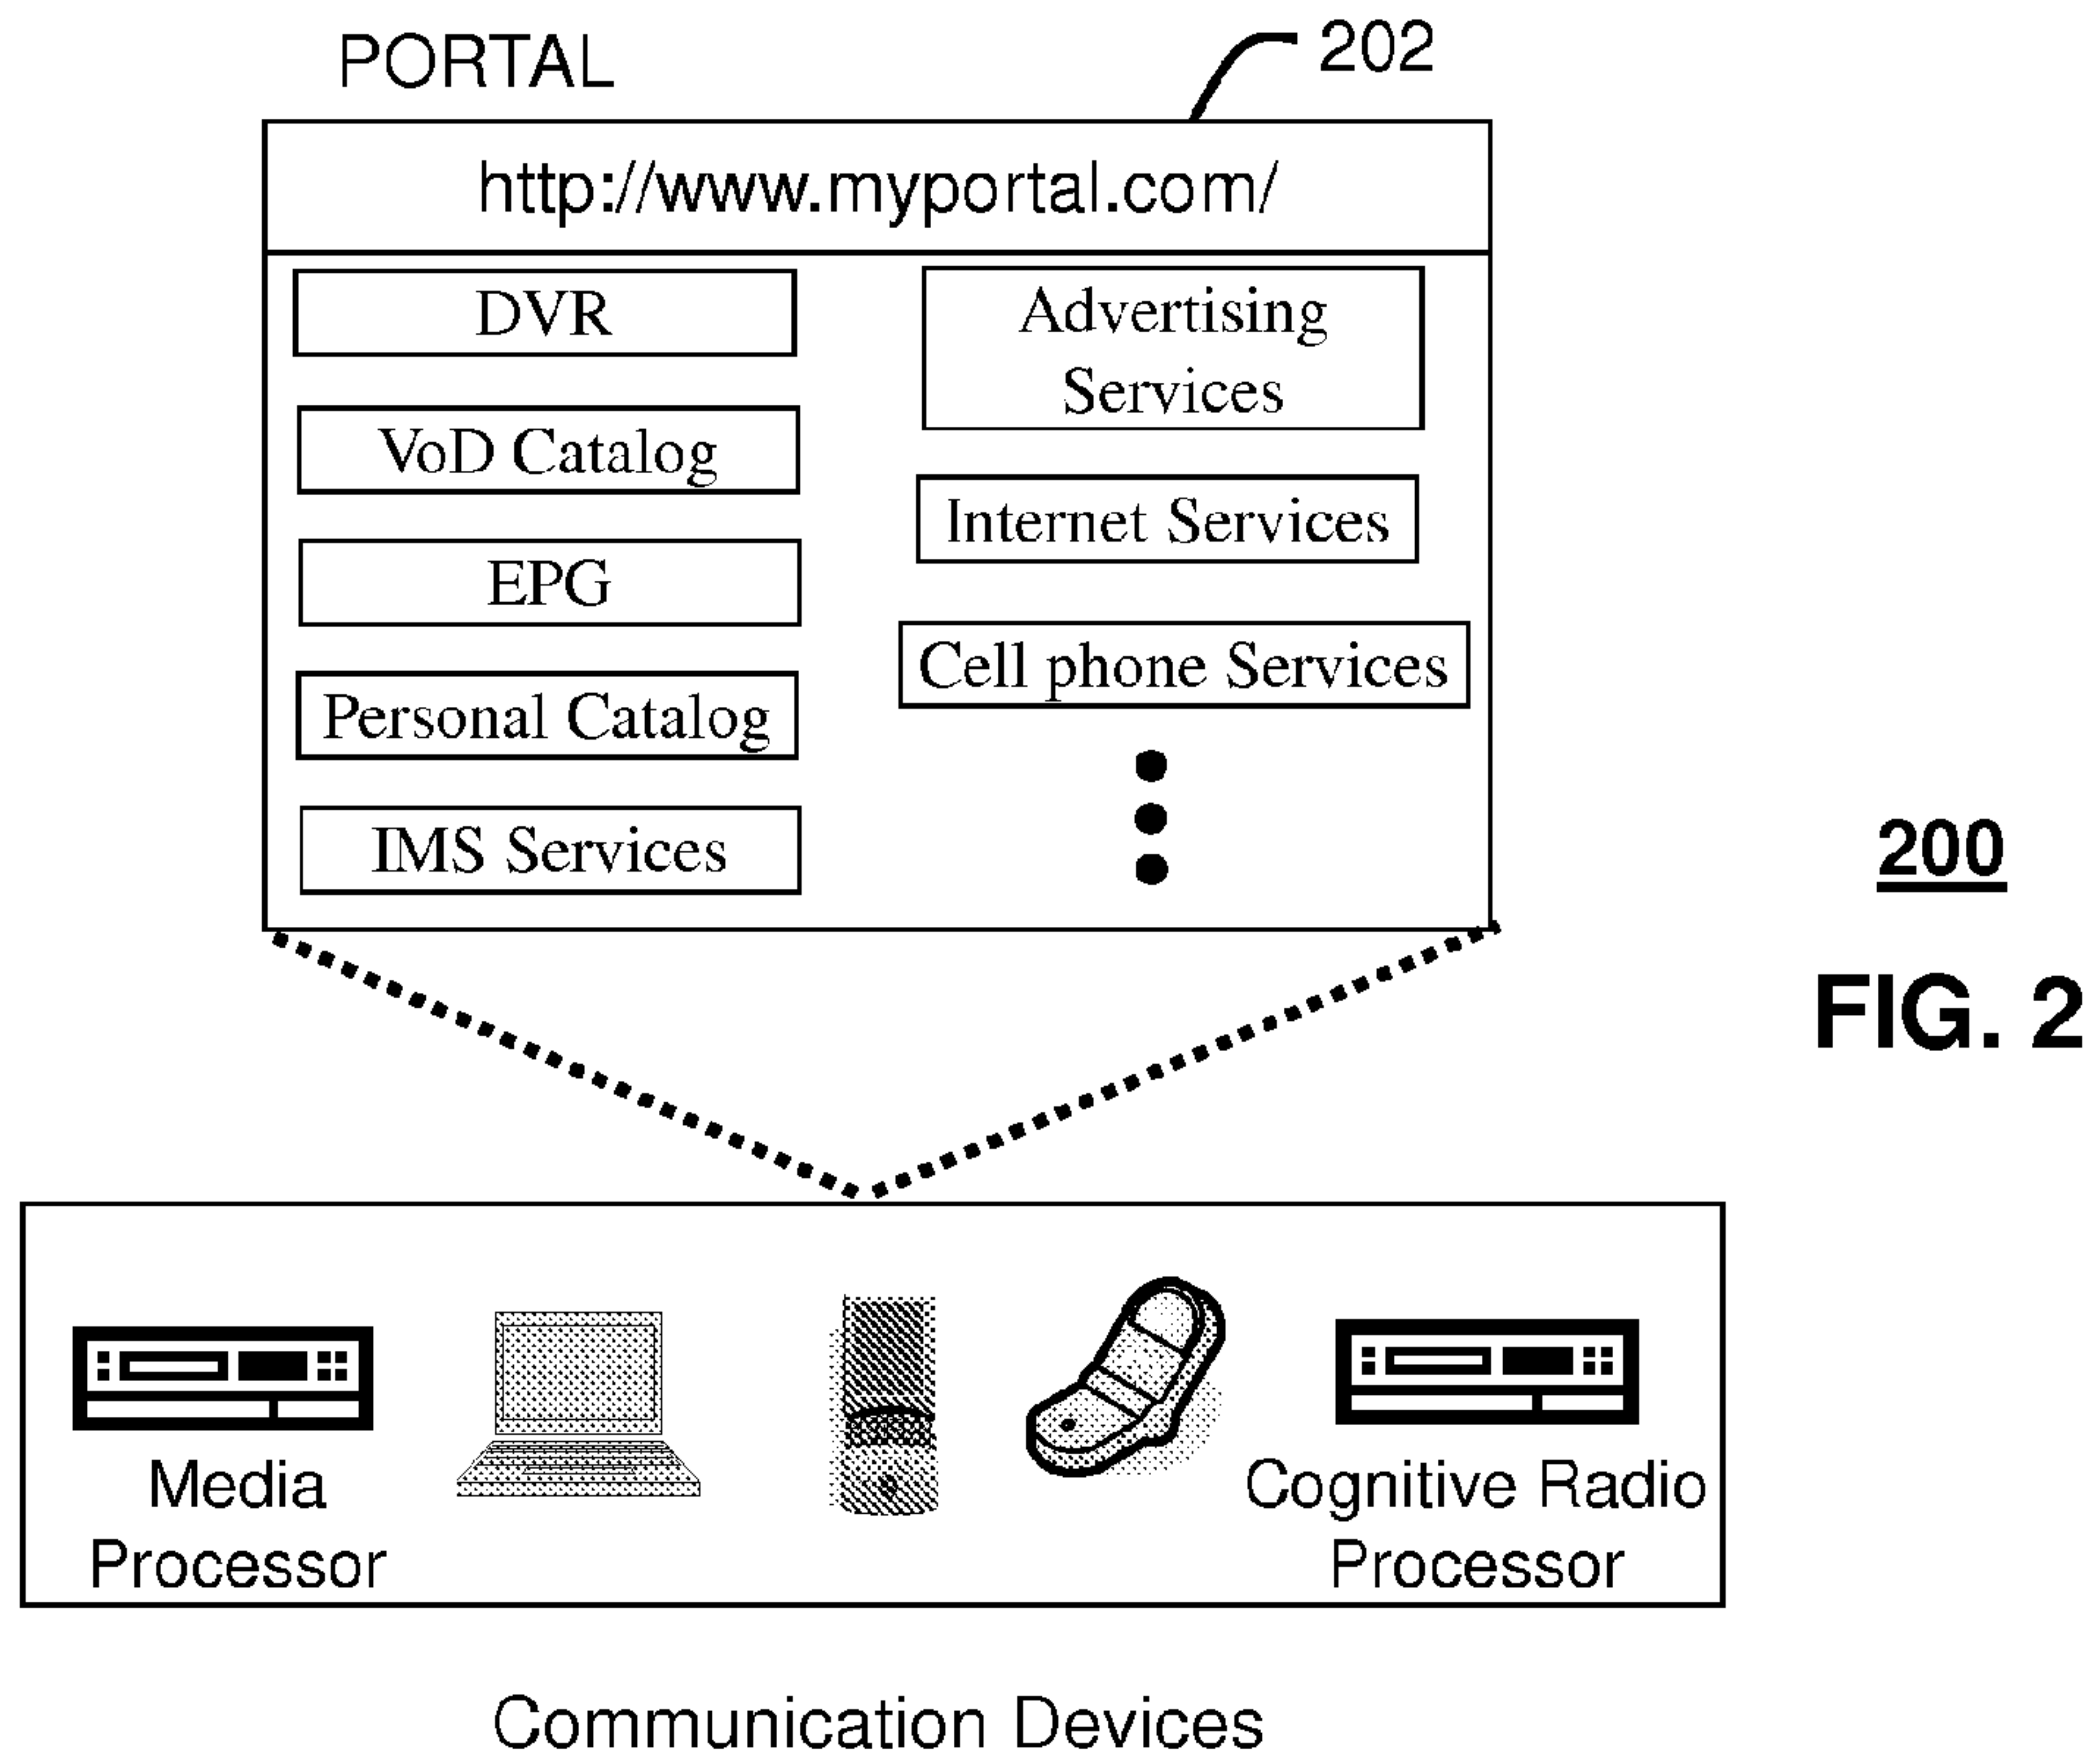 PORTAL
202
http://www.myportal.com/
DVR
VoD Catalog
EPG
Personal Catalog
IMS Services
Advertising
Services
Internet Services
Cell phone Services
200
FIG. 2
Media
Processor
Cognitive Radio
Processor
Communication Devices